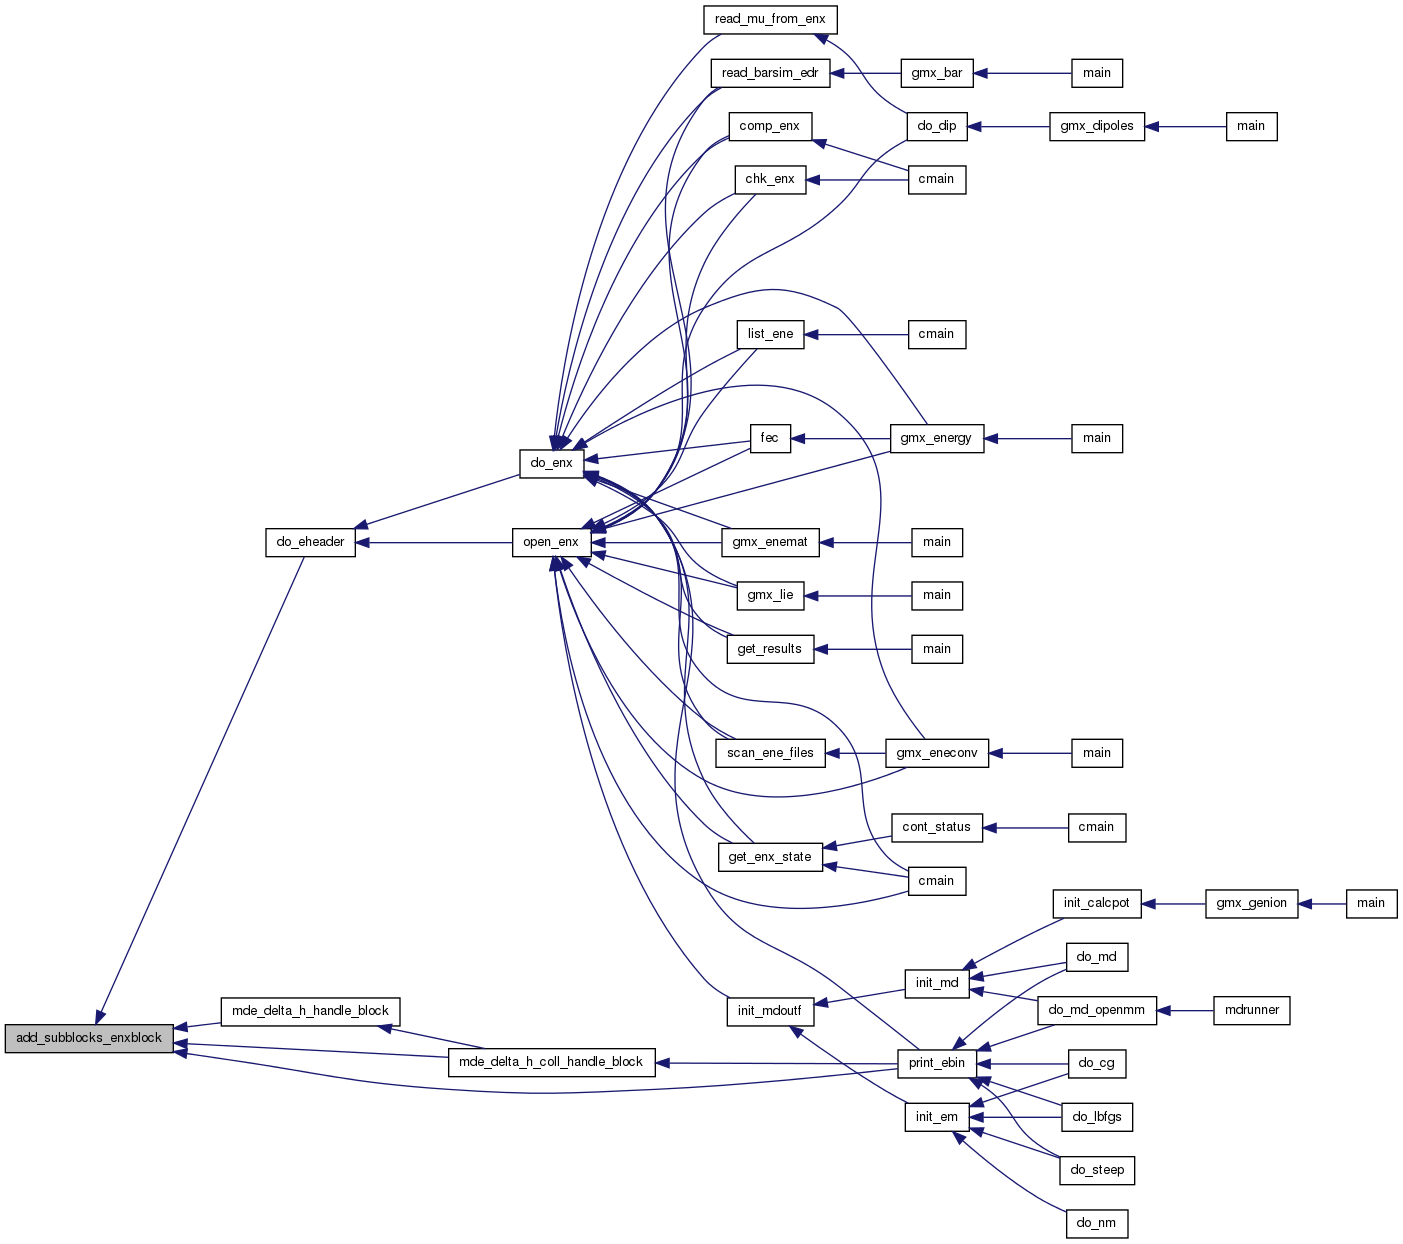 read_mu_from_enx
read_barsim_edr
gmx_bar
main
comp_enx
do_dip
gmx_dipoles
main
chk_enx
cmain
list_ene
cmain
fec
gmx_energy
main
do_enx
do_eheader
open_enx
gmx_enemat
main
gmx_lie
main
get_results
main
scan_ene_files
gmx_eneconv
main
cont_status
cmain
get_enx_state
cmain
init_calcpot
gmx_genion
main
do_md
init_md
mde_delta_h_handle_block
init_mdoutf
do_md_openmm
mdrunner
add_subblocks_enxblock
mde_delta_h_coll_handle_block
print_ebin
do_cg
init_em
do_lbfgs
do_steep
do_nm